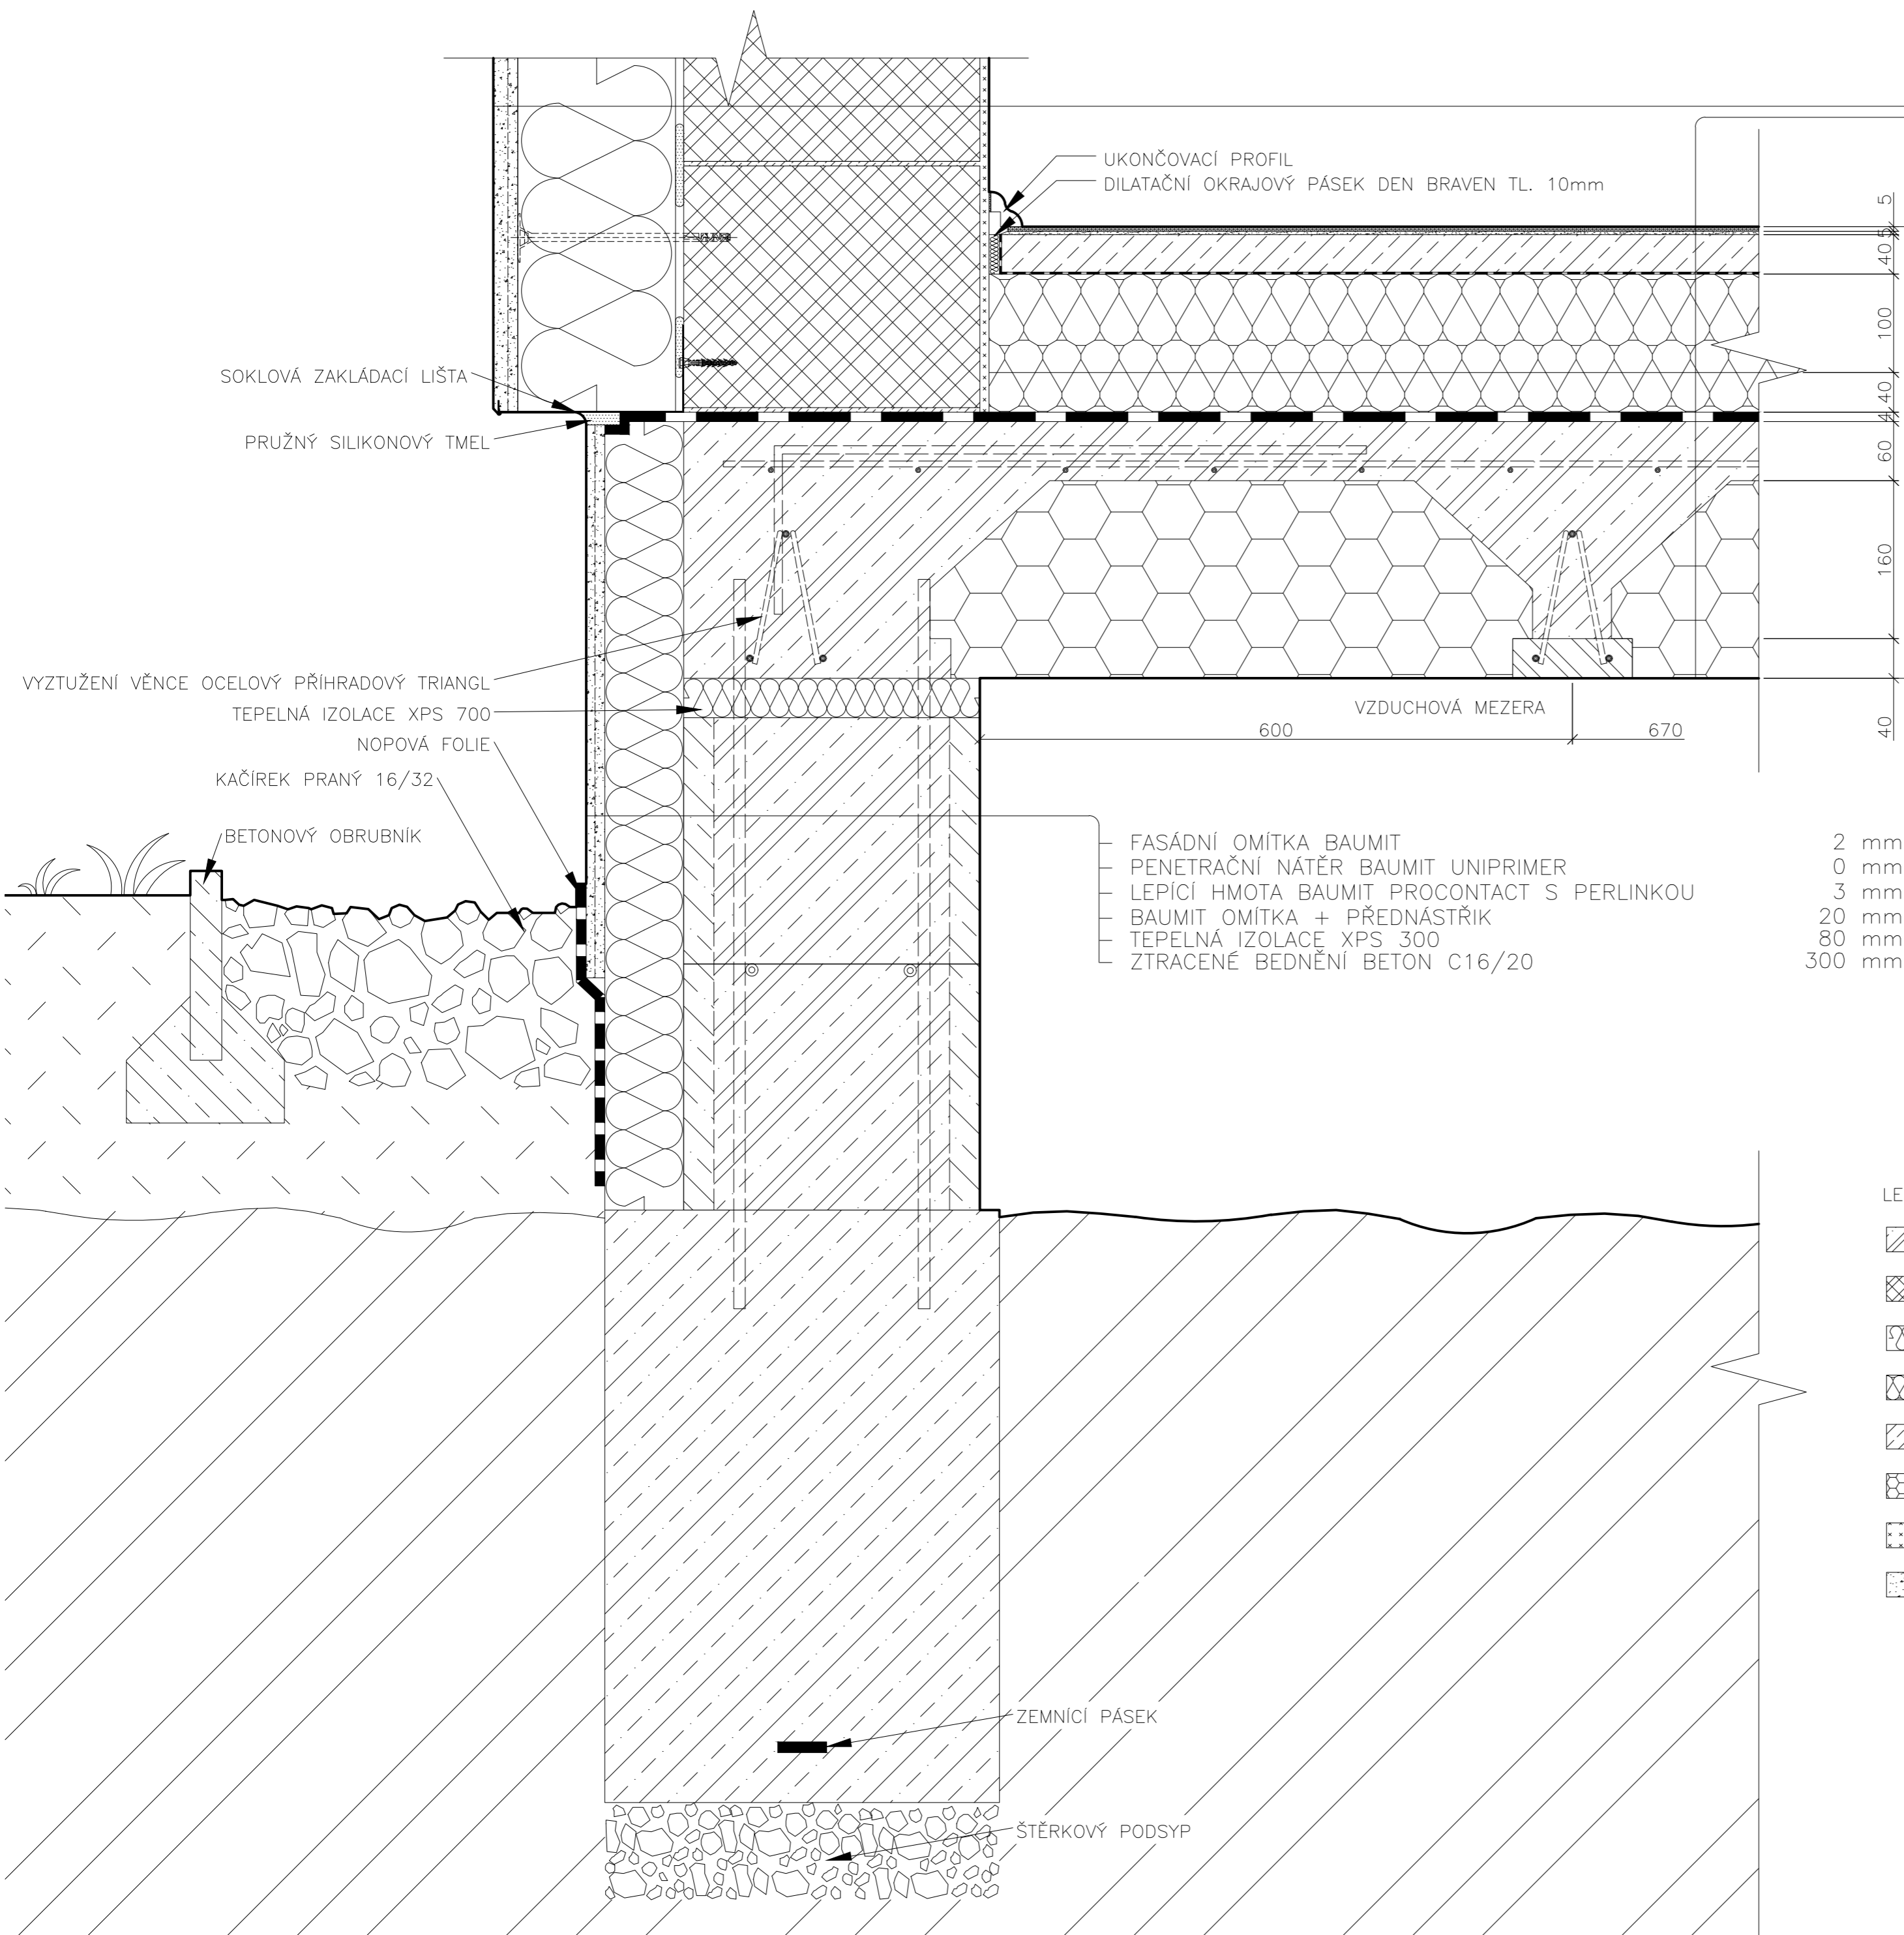 UKONČOVACÍ PROFIL
DILATAČNÍ OKRAJOVÝ PÁSEK DEN BRAVEN TL. 10mm
5
5
40
100
40
4
60
160
40
SOKLOVÁ ZAKLÁDACÍ LIŠTA
PRUŽNÝ SILIKONOVÝ TMEL
VYZTUŽENÍ VĚNCE OCELOVÝ PŘÍHRADOVÝ TRIANGL
TEPELNÁ IZOLACE XPS 700
NOPOVÁ FOLIE
KAČÍREK PRANÝ 16/32
BETONOVÝ OBRUBNÍK
VZDUCHOVÁ MEZERA
600 670
FASÁDNÍ OMÍTKA BAUMIT 2 mm
PENETRAČNÍ NÁTĚR BAUMIT UNIPRIMER 0 mm
LEPÍCÍ HMOTA BAUMIT PROCONTACT S PERLINKOU 3 mm
BAUMIT OMÍTKA + PŘEDNÁSTŘIK 20 mm
TEPELNÁ IZOLACE XPS 300 80 mm
ZTRACENÉ BEDNĚNÍ BETON C16/20 300 mm
LE
ZEMNÍCÍ PÁSEK
ŠTĚRKOVÝ PODSYP